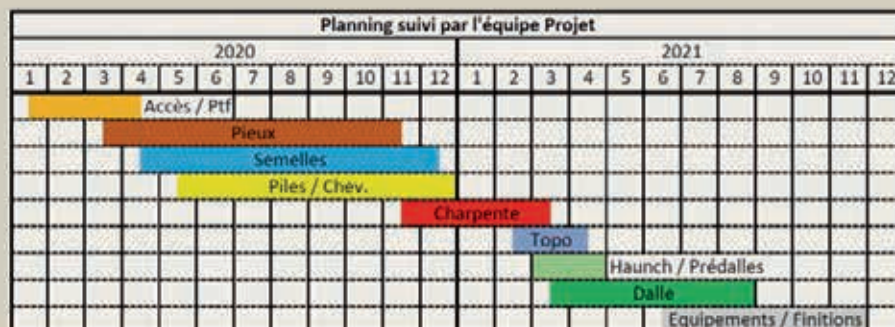 Planning suivi par l'équipe Projet
2020 2021
1 2 3 4 5 6 7 8 9 10 11 12 1 2 3 4 5 6 7 8 9 10 11 12
Accès / Ptf
Pieux
Semelles
Piles / Chev.
Charpente
Topo
Haunch / Prédalles
Dalle
Equipements / Finitions